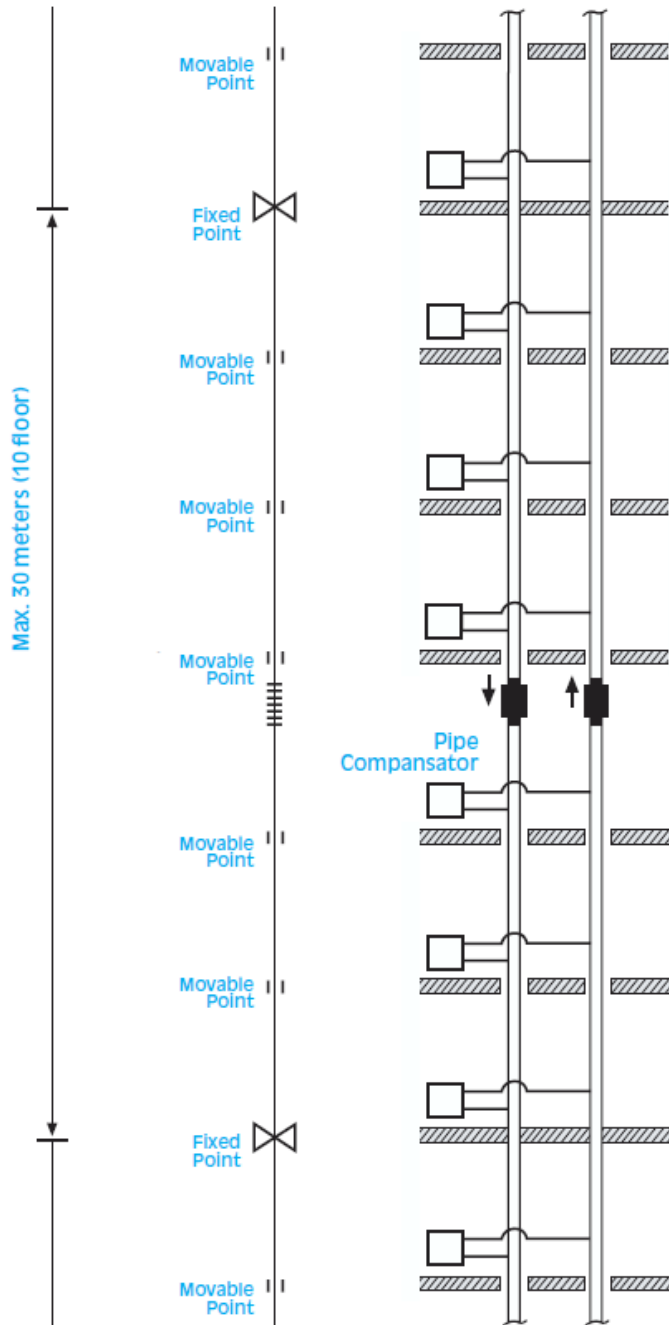 Movable
Point
Fixed
Point
Movable
Point
Max. 30 meters (10 floor)
Movable
Point
Movable
Point
Pipe
Compansator
Movable
Point
Movable
Point
Fixed
Point
Movable
Point